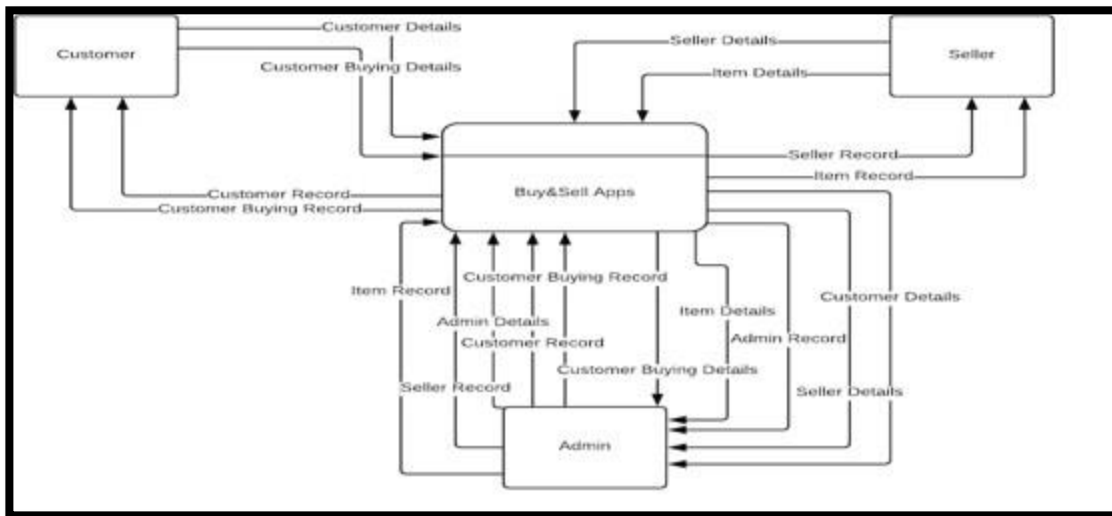 Customer Details
Customer
Customer Buying Details
Seller Details
Seller
Item Details
Seller Record
Item Record
Buy&Sell Apps
Customer Record
Customer Buying Record
Customer Buying Record
Item Record
Customer Details
Item Details
Admin Details
Admin Record
Customer Record
Customer Buying Details
Seller Record
Seller Details
Admin